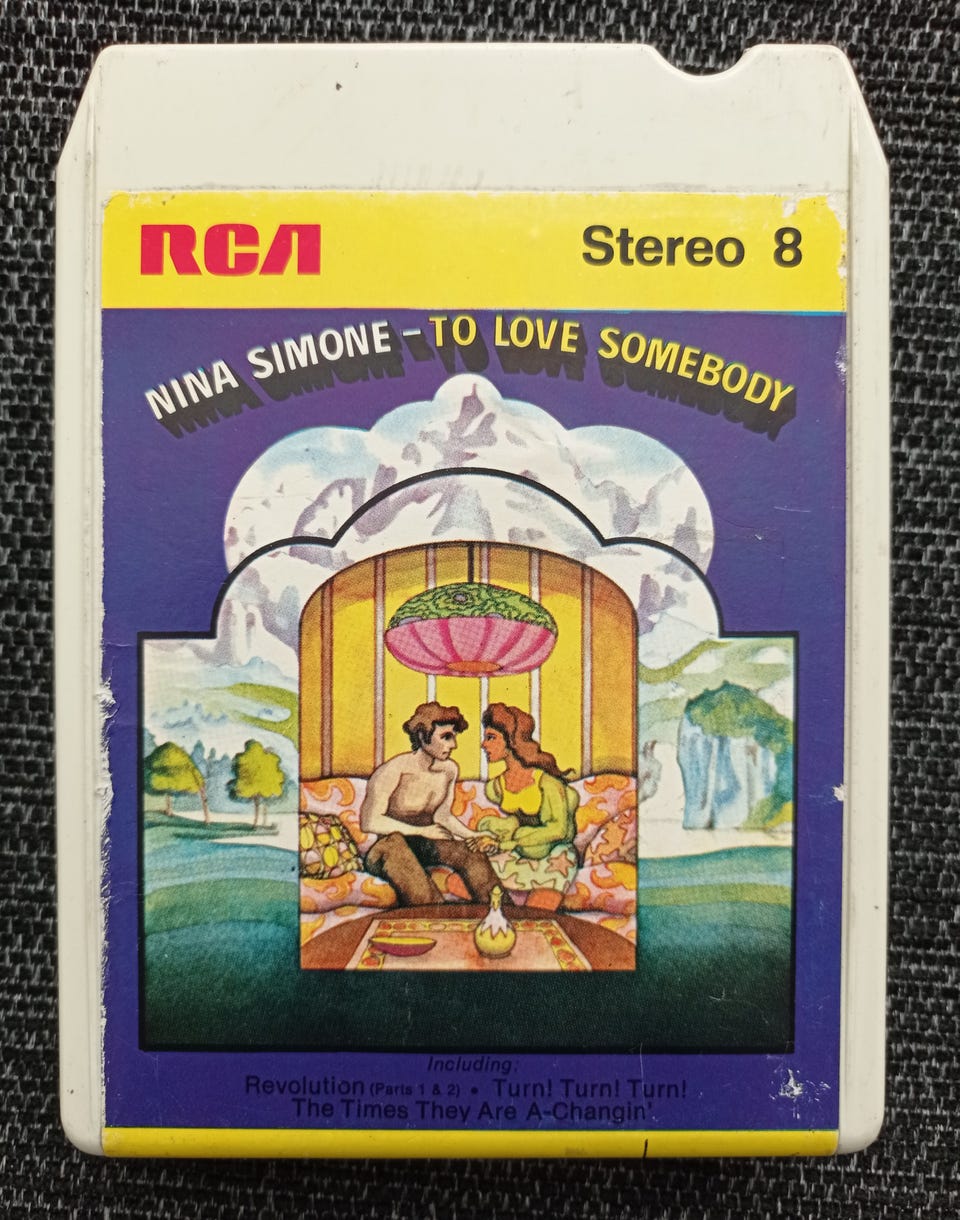 RCA Stereo 8
NINA SIMONE – TO LOVE SOMEBODY
Including:
Revolution (Parts 1 & 2) • Turn! Turn! Turn!
The Times They Are A-Changin'